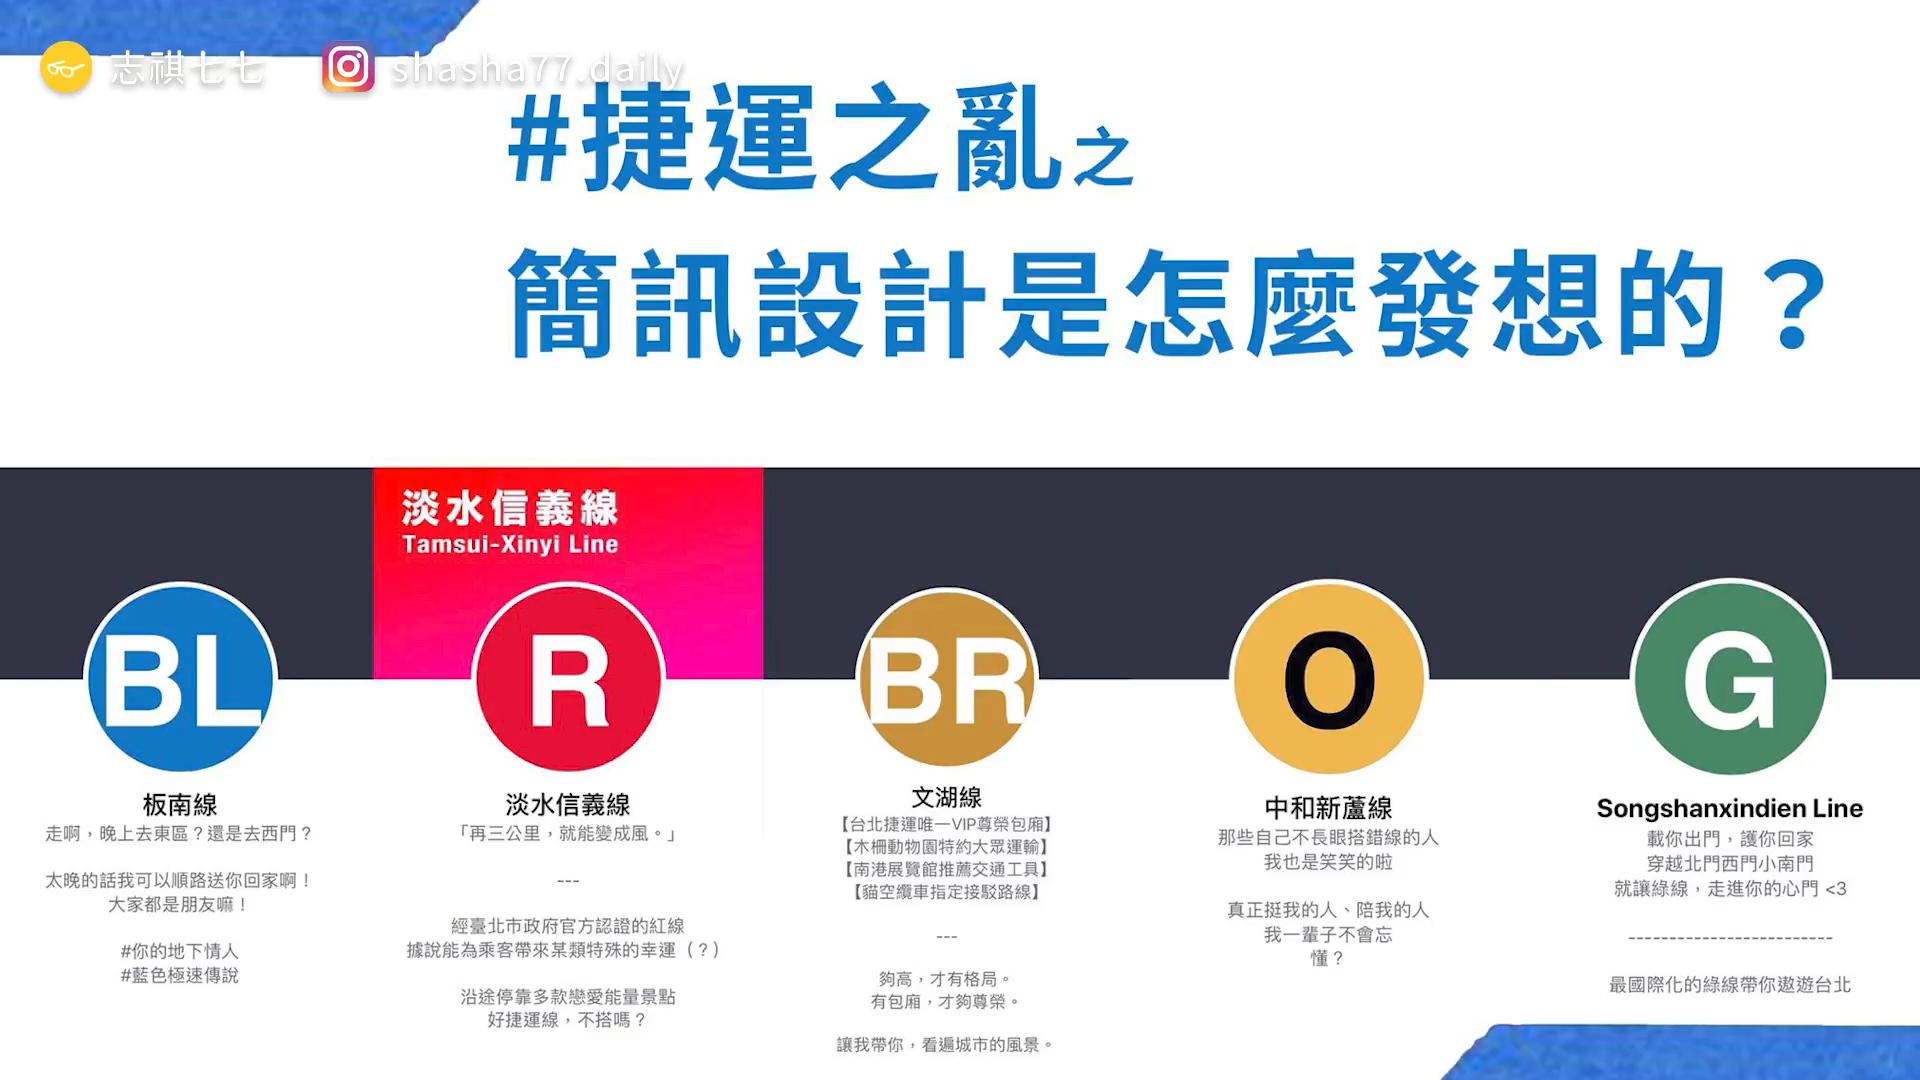 志祺七七
shasha77.daily
#捷運之亂之
簡訊設計是怎麼發想的？
淡水信義線
Tamsui-Xinyi Line
BL
板南線
走啊，晚上去東區？還是去西門？
太晚的話我可以順路送你回家啊！
大家都是朋友嘛！
#你的地下情人
#藍色極速傳說
R
淡水信義線
「再三公里，就能變成風。」
---
經臺北市政府官方認證的紅線
據說能為乘客帶來某類特殊的幸運（？）
沿途停靠多款戀愛能量景點
好捷運線，不搭嗎？
BR
文湖線
【台北捷運唯一VIP尊榮包廂】
【木柵動物園特約大眾運輸】
【南港展覽館推薦交通工具】
【貓空纜車指定接駁路線】
---
夠高，才有格局。
有包廂，才夠尊榮。
讓我帶你，看遍城市的風景。
O
中和新蘆線
那些自己不長眼搭錯線的人
我也是笑笑的啦
真正挺我的人、陪我的人
我一輩子不會忘
懂？
G
Songshanxindien Line
載你出門，護你回家
穿越北門西門小南門
就讓綠線，走進你的心門 <3
-------------------------
最國際化的綠線帶你遨遊台北